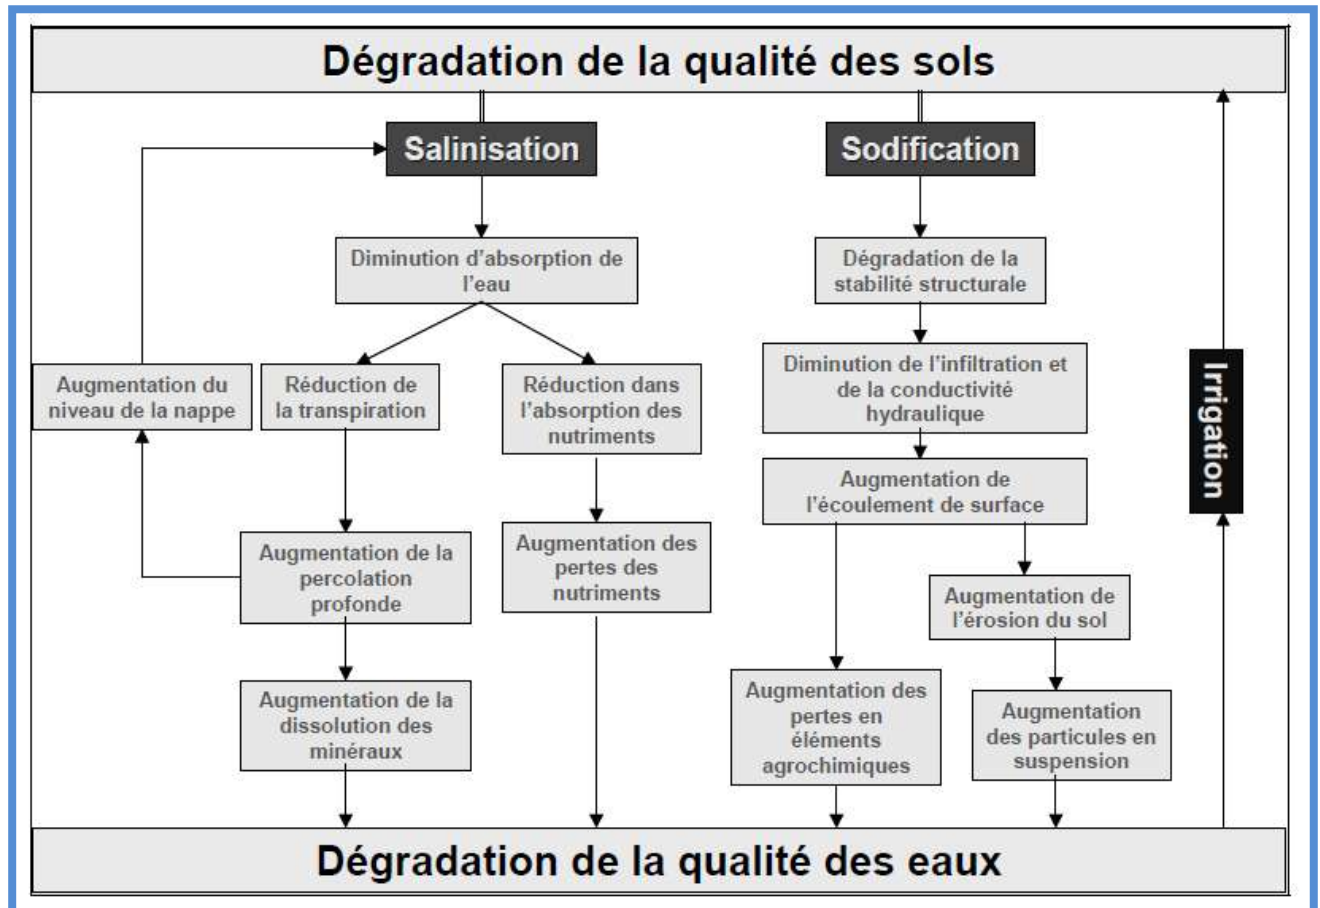 Dégradation de la qualité des sols
Salinisation
Sodification
Diminution d'absorption de
l'eau
Dégradation de la
stabilité structurale
Augmentation du
niveau de la nappe
Réduction de
la transpiration
Réduction dans
l'absorption des
nutriments
Diminution de l'infiltration et
de la conductivité
hydraulique
Irrigation
Augmentation de
l'écoulement de surface
Augmentation de la
percolation
profonde
Augmentation des
pertes des
nutriments
Augmentation de
l'érosion du sol
Augmentation de la
dissolution des
minéraux
Augmentation des
pertes en
éléments
agrochimiques
Augmentation
des particules en
suspension
Dégradation de la qualité des eaux